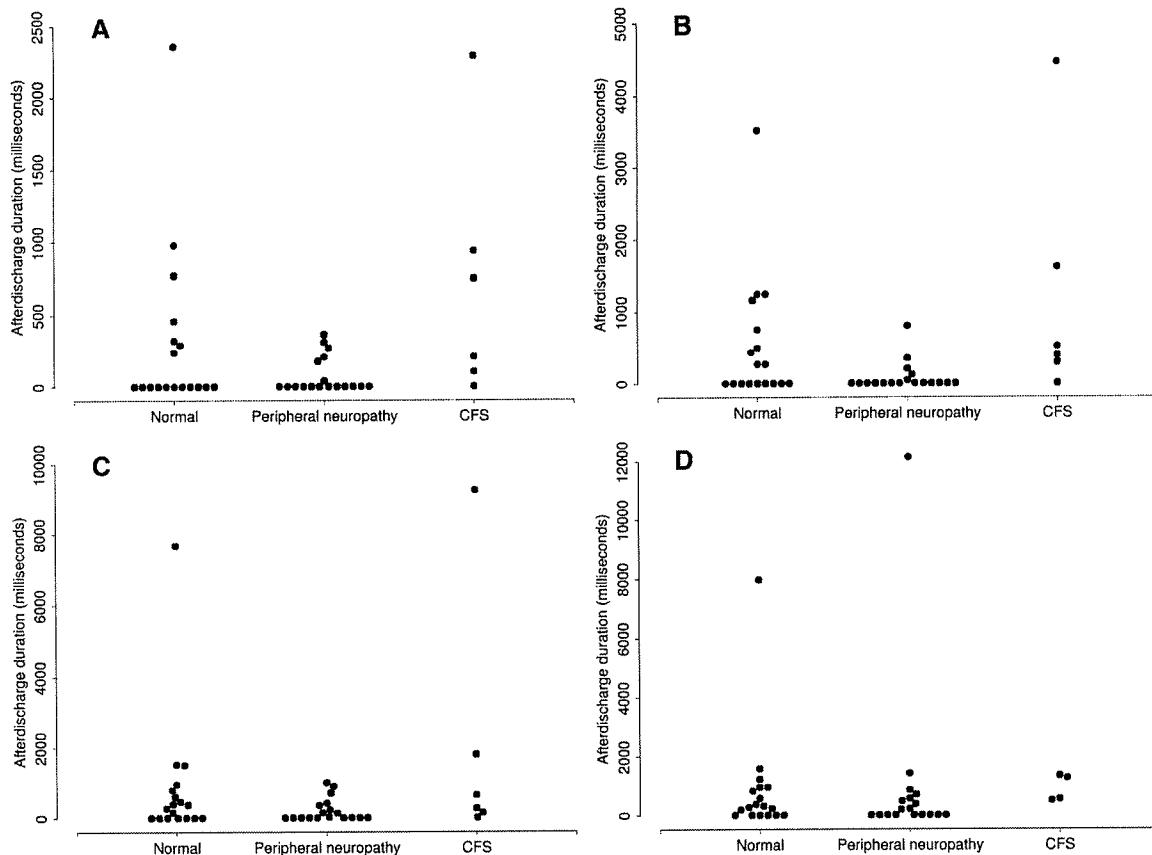 A
Afterdischarge duration (milliseconds)
2500
2000
1500
1000
500
0
Normal
Peripheral neuropathy
CFS
B
Afterdischarge duration (milliseconds)
5000
4000
3000
2000
1000
0
Normal
Peripheral neuropathy
CFS
C
Afterdischarge duration (milliseconds)
10000
8000
6000
4000
2000
0
Normal
Peripheral neuropathy
CFS
D
Afterdischarge duration (milliseconds)
12000
10000
8000
6000
4000
2000
0
Normal
Peripheral neuropathy
CFS